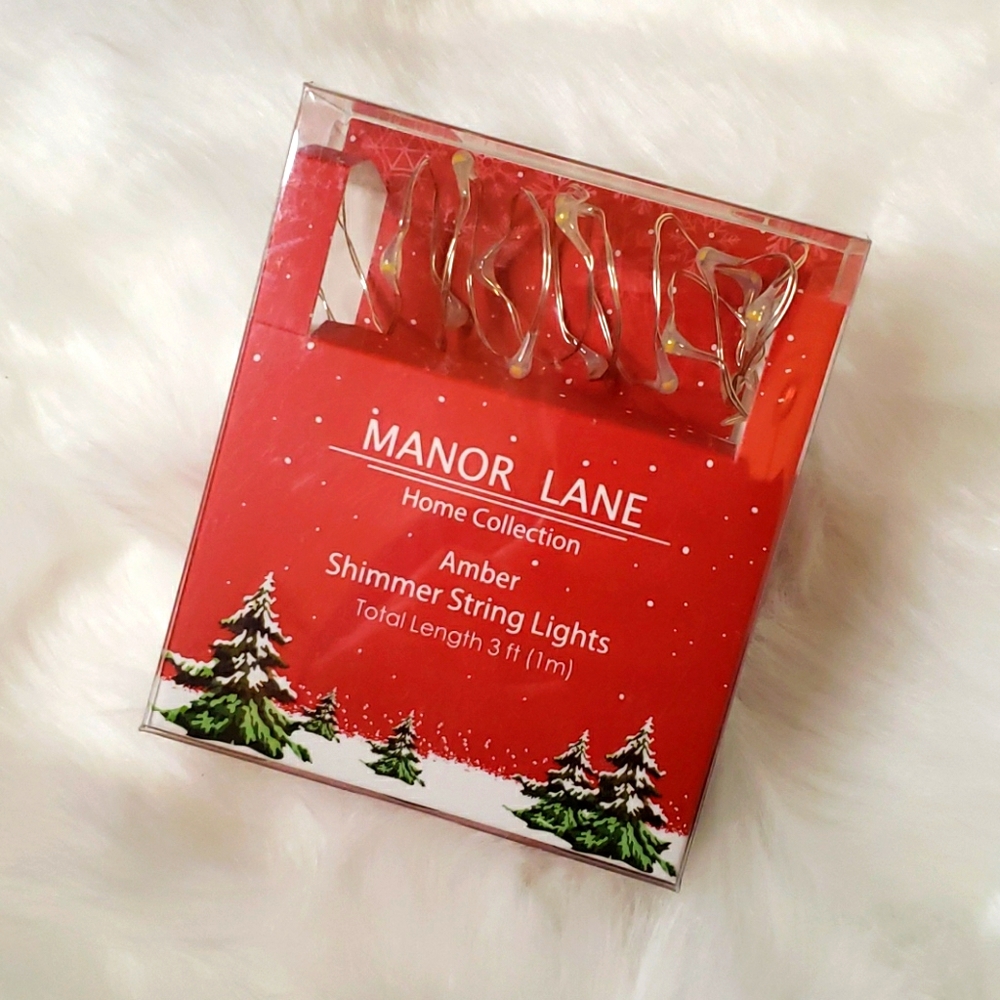 MANOR LANE
Home Collection
Amber
Shimmer String Lights
Total Length 3 ft (1m)